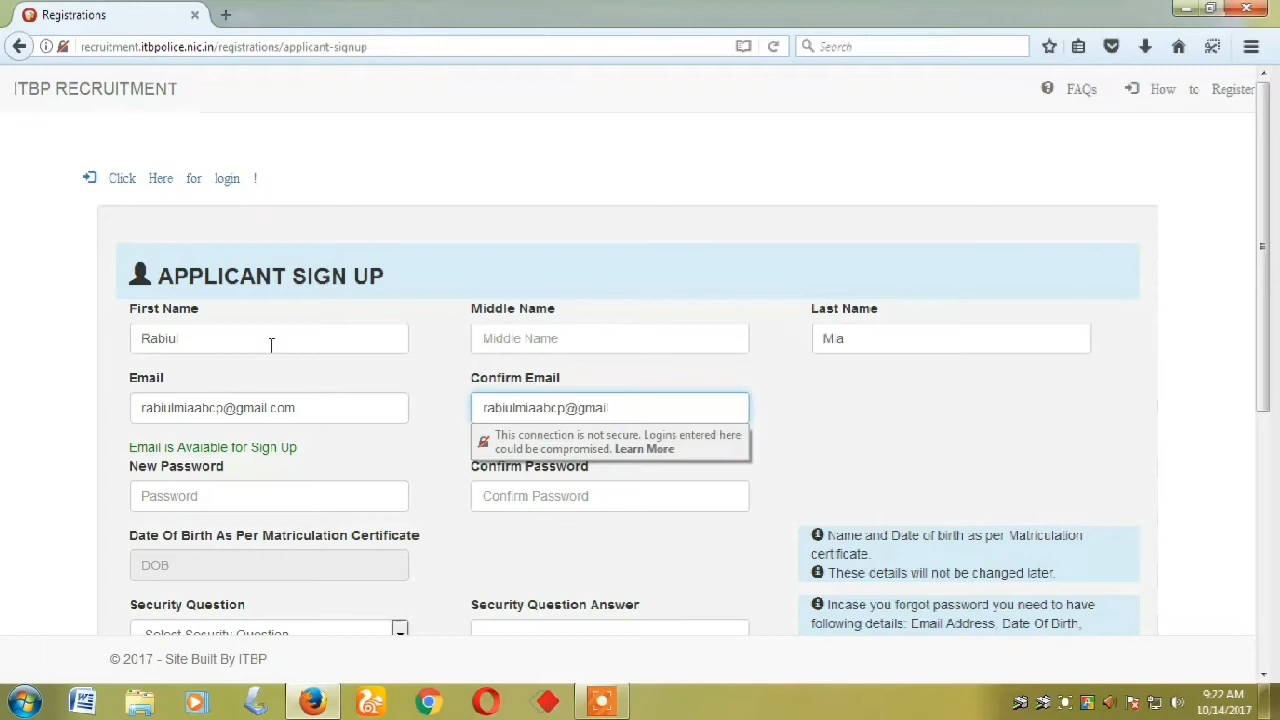 Registrations
recruitment.itbpolice.nic.in/registrations/applicant-signup
Search
ITBP RECRUITMENT
FAQs
How to Register
Click Here for login !
APPLICANT SIGN UP
First Name
Middle Name
Last Name
Rabiul
Middle Name
Mia
Email
Confirm Email
rabiulmiaabcp@gmail.com
rabiulmiaabcp@gmail
This connection is not secure. Logins entered here
could be compromised. Learn More
Email is Available for Sign Up
New Password
Confirm Password
Password
Confirm Password
Date Of Birth As Per Matriculation Certificate
DOB
Name and Date of birth as per Matriculation
certificate.
These details will not be changed later.
Security Question
Security Question Answer
Select Security Question
Incase you forgot password you need to have
following details: Email Address, Date Of Birth,
© 2017 - Site Built By ITBP
9:22 AM
10/14/2017